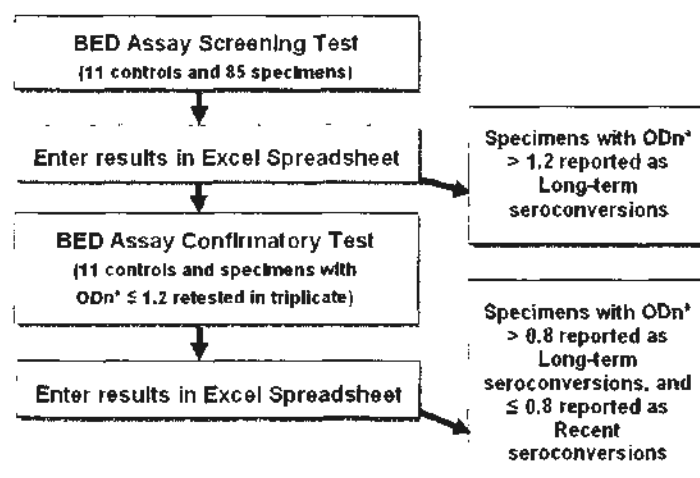 BED Assay Screening Test
(11 controls and 85 specimens)
Enter results in Excel Spreadsheet
Specimens with ODn*
> 1.2 reported as
Long-term
seroconversions
BED Assay Confirmatory Test
(11 controls and specimens with
ODn* ≤ 1.2 retested in triplicate)
Enter results in Excel Spreadsheet
Specimens with ODn*
> 0.8 reported as
Long-term
seroconversions, and
≤ 0.8 reported as
Recent
seroconversions